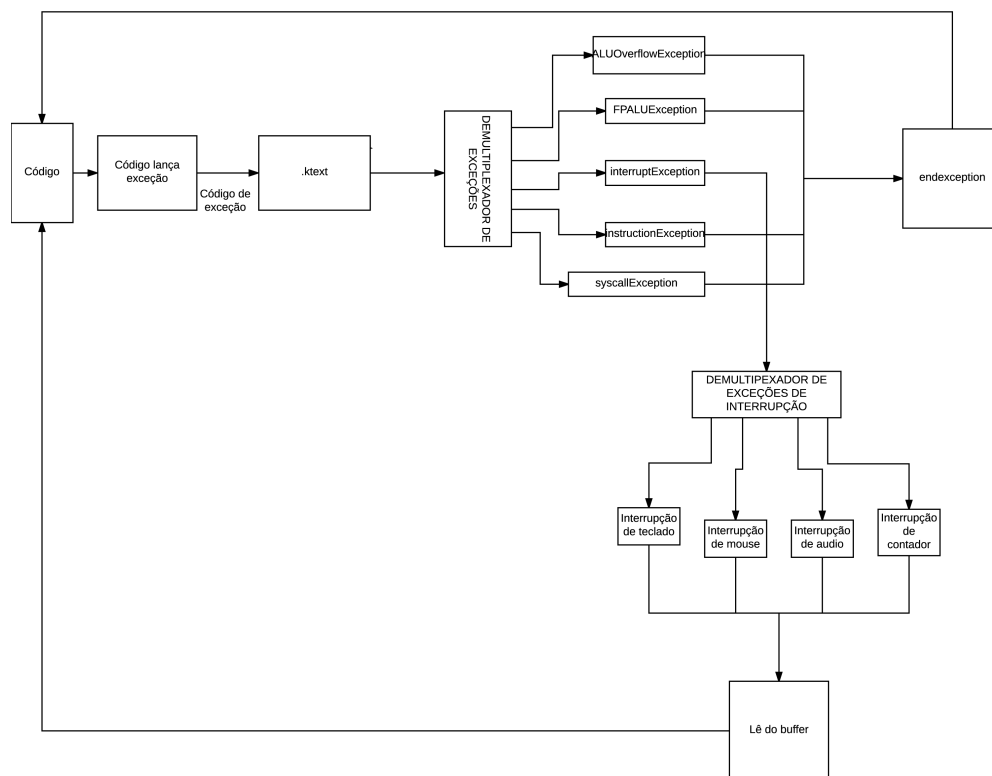 ALUOverflowException
FPALUException
DEMULTIPLEXADOR DE
EXCEÇÕES
Código
Código lança
exceção
Código de
exceção
.ktext
interruptException
endexception
instructionException
syscallException
DEMULTIPEXADOR DE
EXCEÇÕES DE
INTERRUPÇÃO
Interrupção
de teclado
Interrupção
de mouse
Interrupção
de audio
Interrupção
de
contador
Lê do buffer